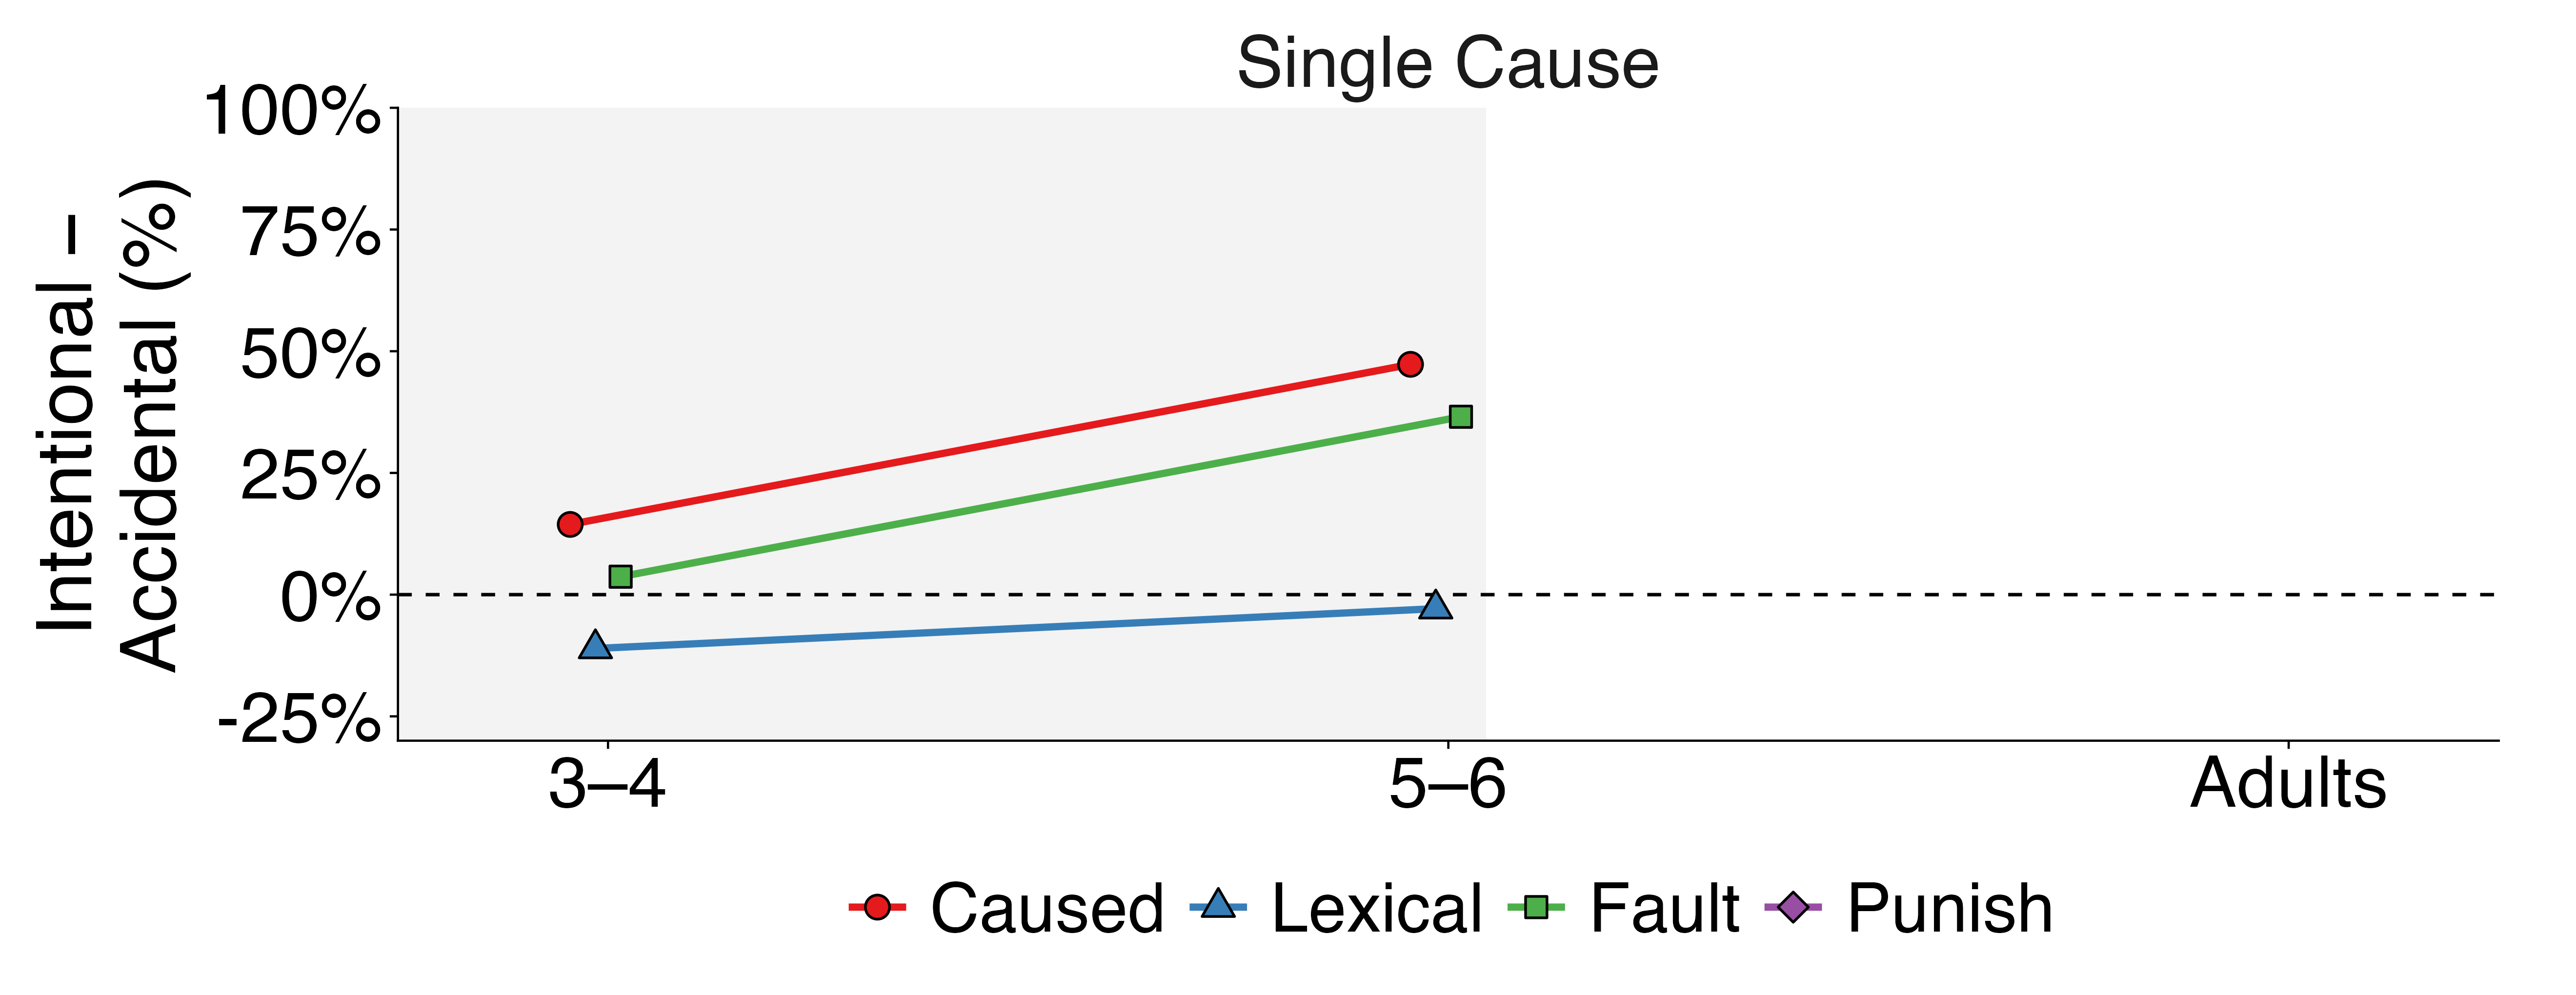 Single Cause
Intentional –
Accidental (%)
100%
75%
50%
25%
0%
-25%
3–4
5–6
Adults
Caused
Lexical
Fault
Punish